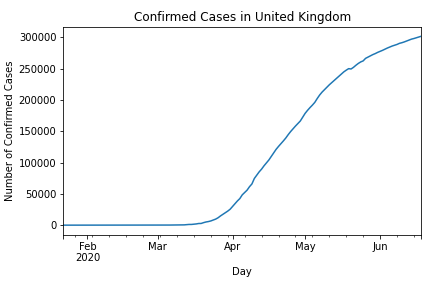 Confirmed Cases in United Kingdom
Number of Confirmed Cases
300000
250000
200000
150000
100000
50000
0
Feb Mar Apr May Jun
2020
Day